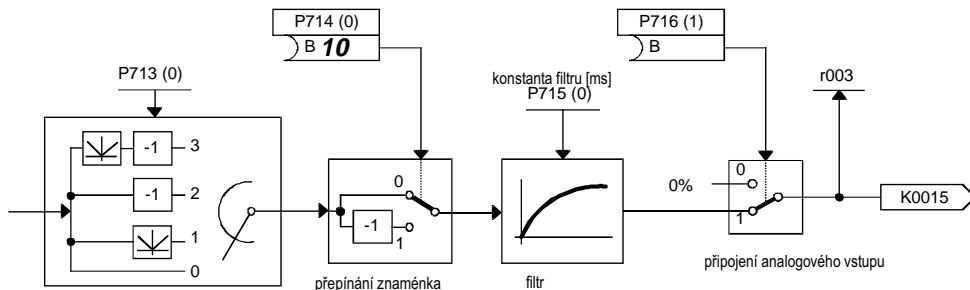 P714 (0)
B 10
P716 (1)
B
P713 (0)
konstanta filtru [ms]
P715 (0)
r003
-1 3
-1 2
1
0
0
-1
1
0%
0
1
K0015
přepínání znaménka
filtr
připojení analogového vstupu